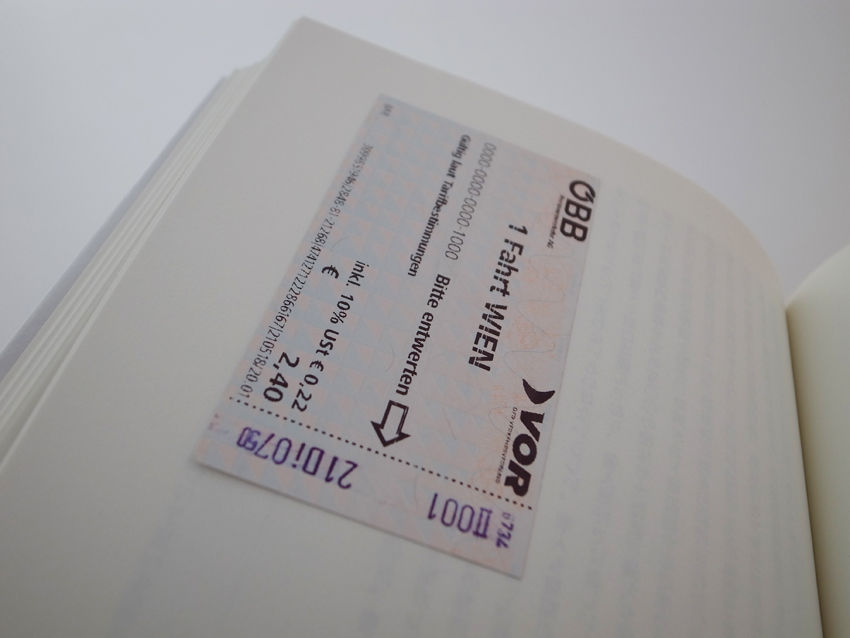 ÖBB
VOR
1 Fahrt WIEN
0000-0000-0000-1000 Bitte entwerten
Gültig laut Tarifbestimmungen
inkl. 10% USt € 0,22
€ 2,40
II001
21Di0750